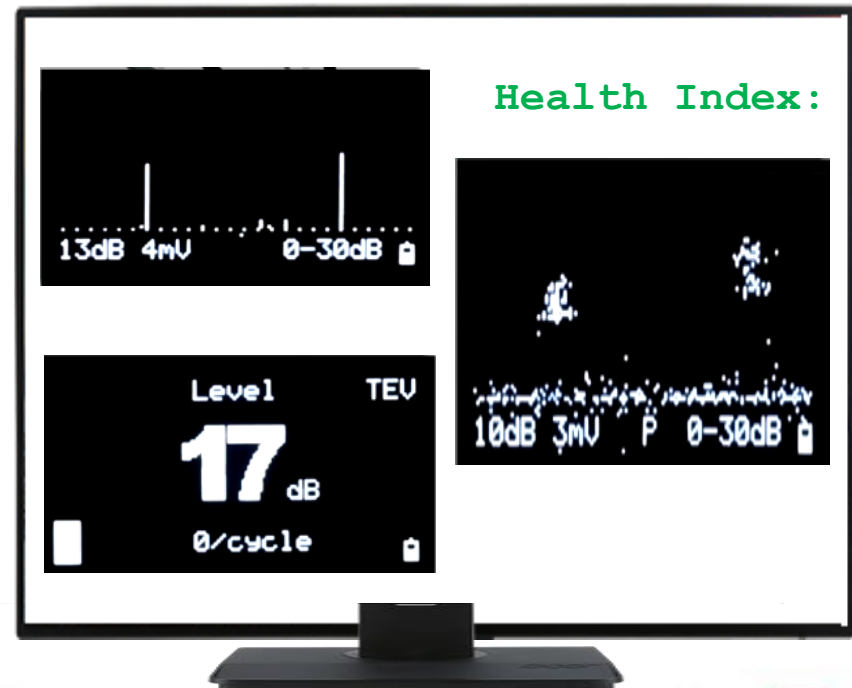 Health Index:
13dB 4mV 0-30dB
10dB 3mV P 0-30dB
Level TEV
17 dB
0/cycle